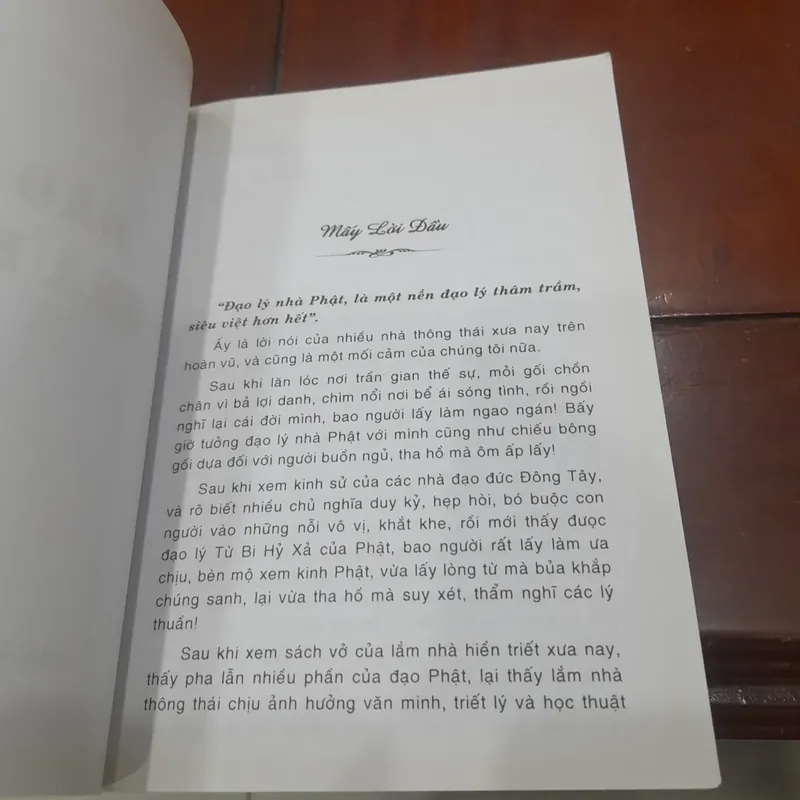 Mấy Lời Đầu
“Đạo lý nhà Phật, là một nền đạo lý thâm trầm,
siêu việt hơn hết”.
Ấy là lời nói của nhiều nhà thông thái xưa nay trên
hoàn vũ, và cũng là một mối cảm của chúng tôi nữa.
Sau khi lăn lóc nơi trần gian thế sự, mỏi gối chồn
chân vì bả lợi danh, chìm nổi nơi bể ái sóng tình, rồi ngồi
nghĩ lại cái đời mình, bao người lấy làm ngao ngán! Bấy
giờ tưởng đạo lý nhà Phật với mình cũng như chiếu bông
gối dựa đối với người buồn ngủ, tha hồ mà ôm ấp lấy!
Sau khi xem kinh sử của các nhà đạo đức Đông Tây,
và rõ biết nhiều chủ nghĩa duy kỷ, hẹp hòi, bó buộc con
người vào những nỗi vô vị, khắt khe, rồi mới thấy được
đạo lý Từ Bi Hỷ Xả của Phật, bao người rất lấy làm ưa
chịu, bèn mộ xem kinh Phật, vừa lấy lòng từ mà bủa khắp
chúng sanh, lại vừa tha hồ mà suy xét, thẩm nghĩ các lý
thuần!
Sau khi xem sách vở của lắm nhà hiền triết xưa nay,
thấy pha lẫn nhiều phần của đạo Phật, lại thấy lắm nhà
thông thái chịu ảnh hưởng văn minh, triết lý và học thuật